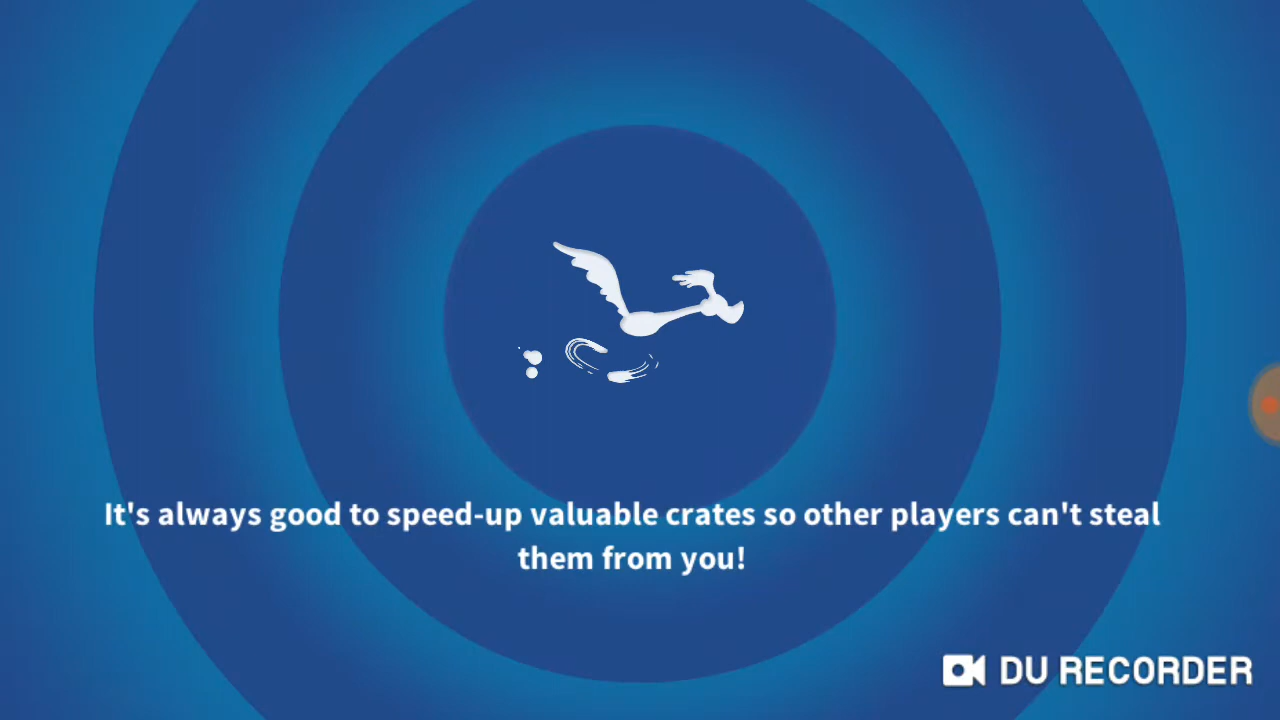 It's always good to speed-up valuable crates so other players can't steal
them from you!
DU RECORDER